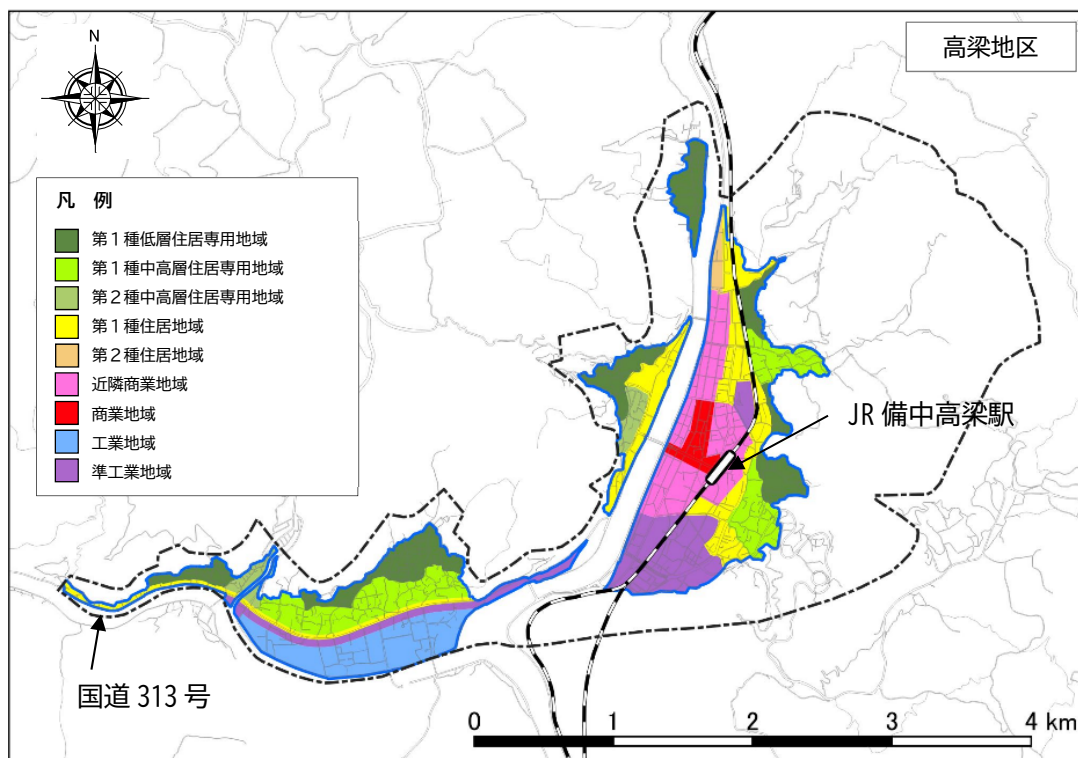 高梁地区
N
凡 例
第1種低層住居専用地域
第1種中高層住居専用地域
第2種中高層住居専用地域
第1種住居地域
第2種住居地域
近隣商業地域
商業地域
工業地域
準工業地域
JR 備中高梁駅
国道 313 号
0 1 2 3 4 km